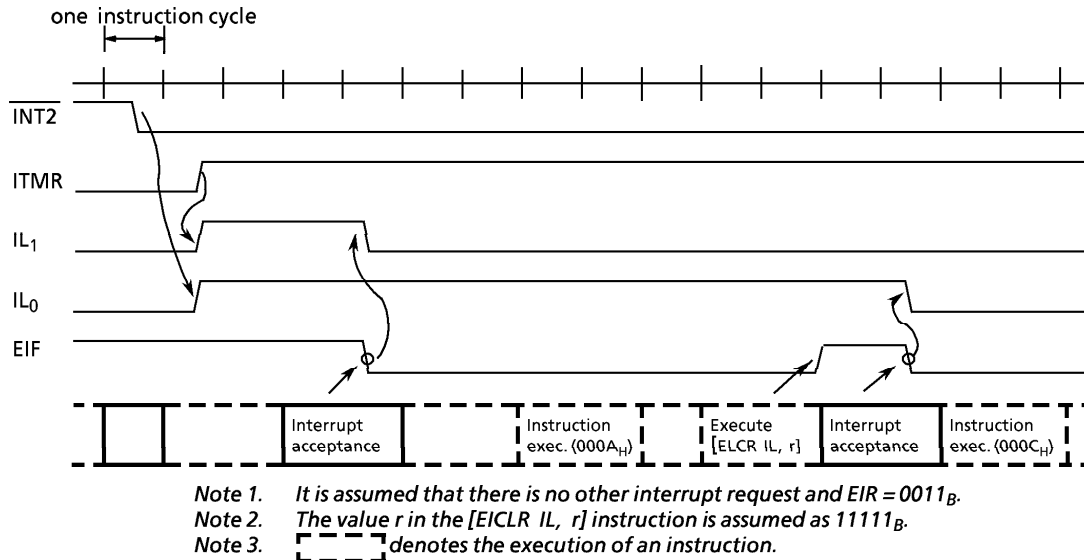 one instruction cycle
INT2
ITMR
IL1
IL0
EIF
Interrupt acceptance
Instruction exec. (000AH)
Execute [ELCR IL, r]
Interrupt acceptance
Instruction exec. (000CH)
Note 1. It is assumed that there is no other interrupt request and EIR = 0011B.
Note 2. The value r in the [EICLR IL, r] instruction is assumed as 11111B.
Note 3. denotes the execution of an instruction.